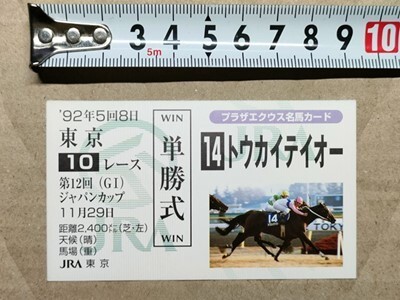 3 4 5 6 7 8 9 10
5m
'92年5回8日
東京
10 レース
第12回(GI)
ジャパンカップ
11月29日
距離2,400m(芝・左)
天候(晴)
馬場(重)
JRA 東京
WIN
単勝式
WIN
プラザエクウス名馬カード
14 トウカイテイオー
JRA
JRA
14
TOKYO